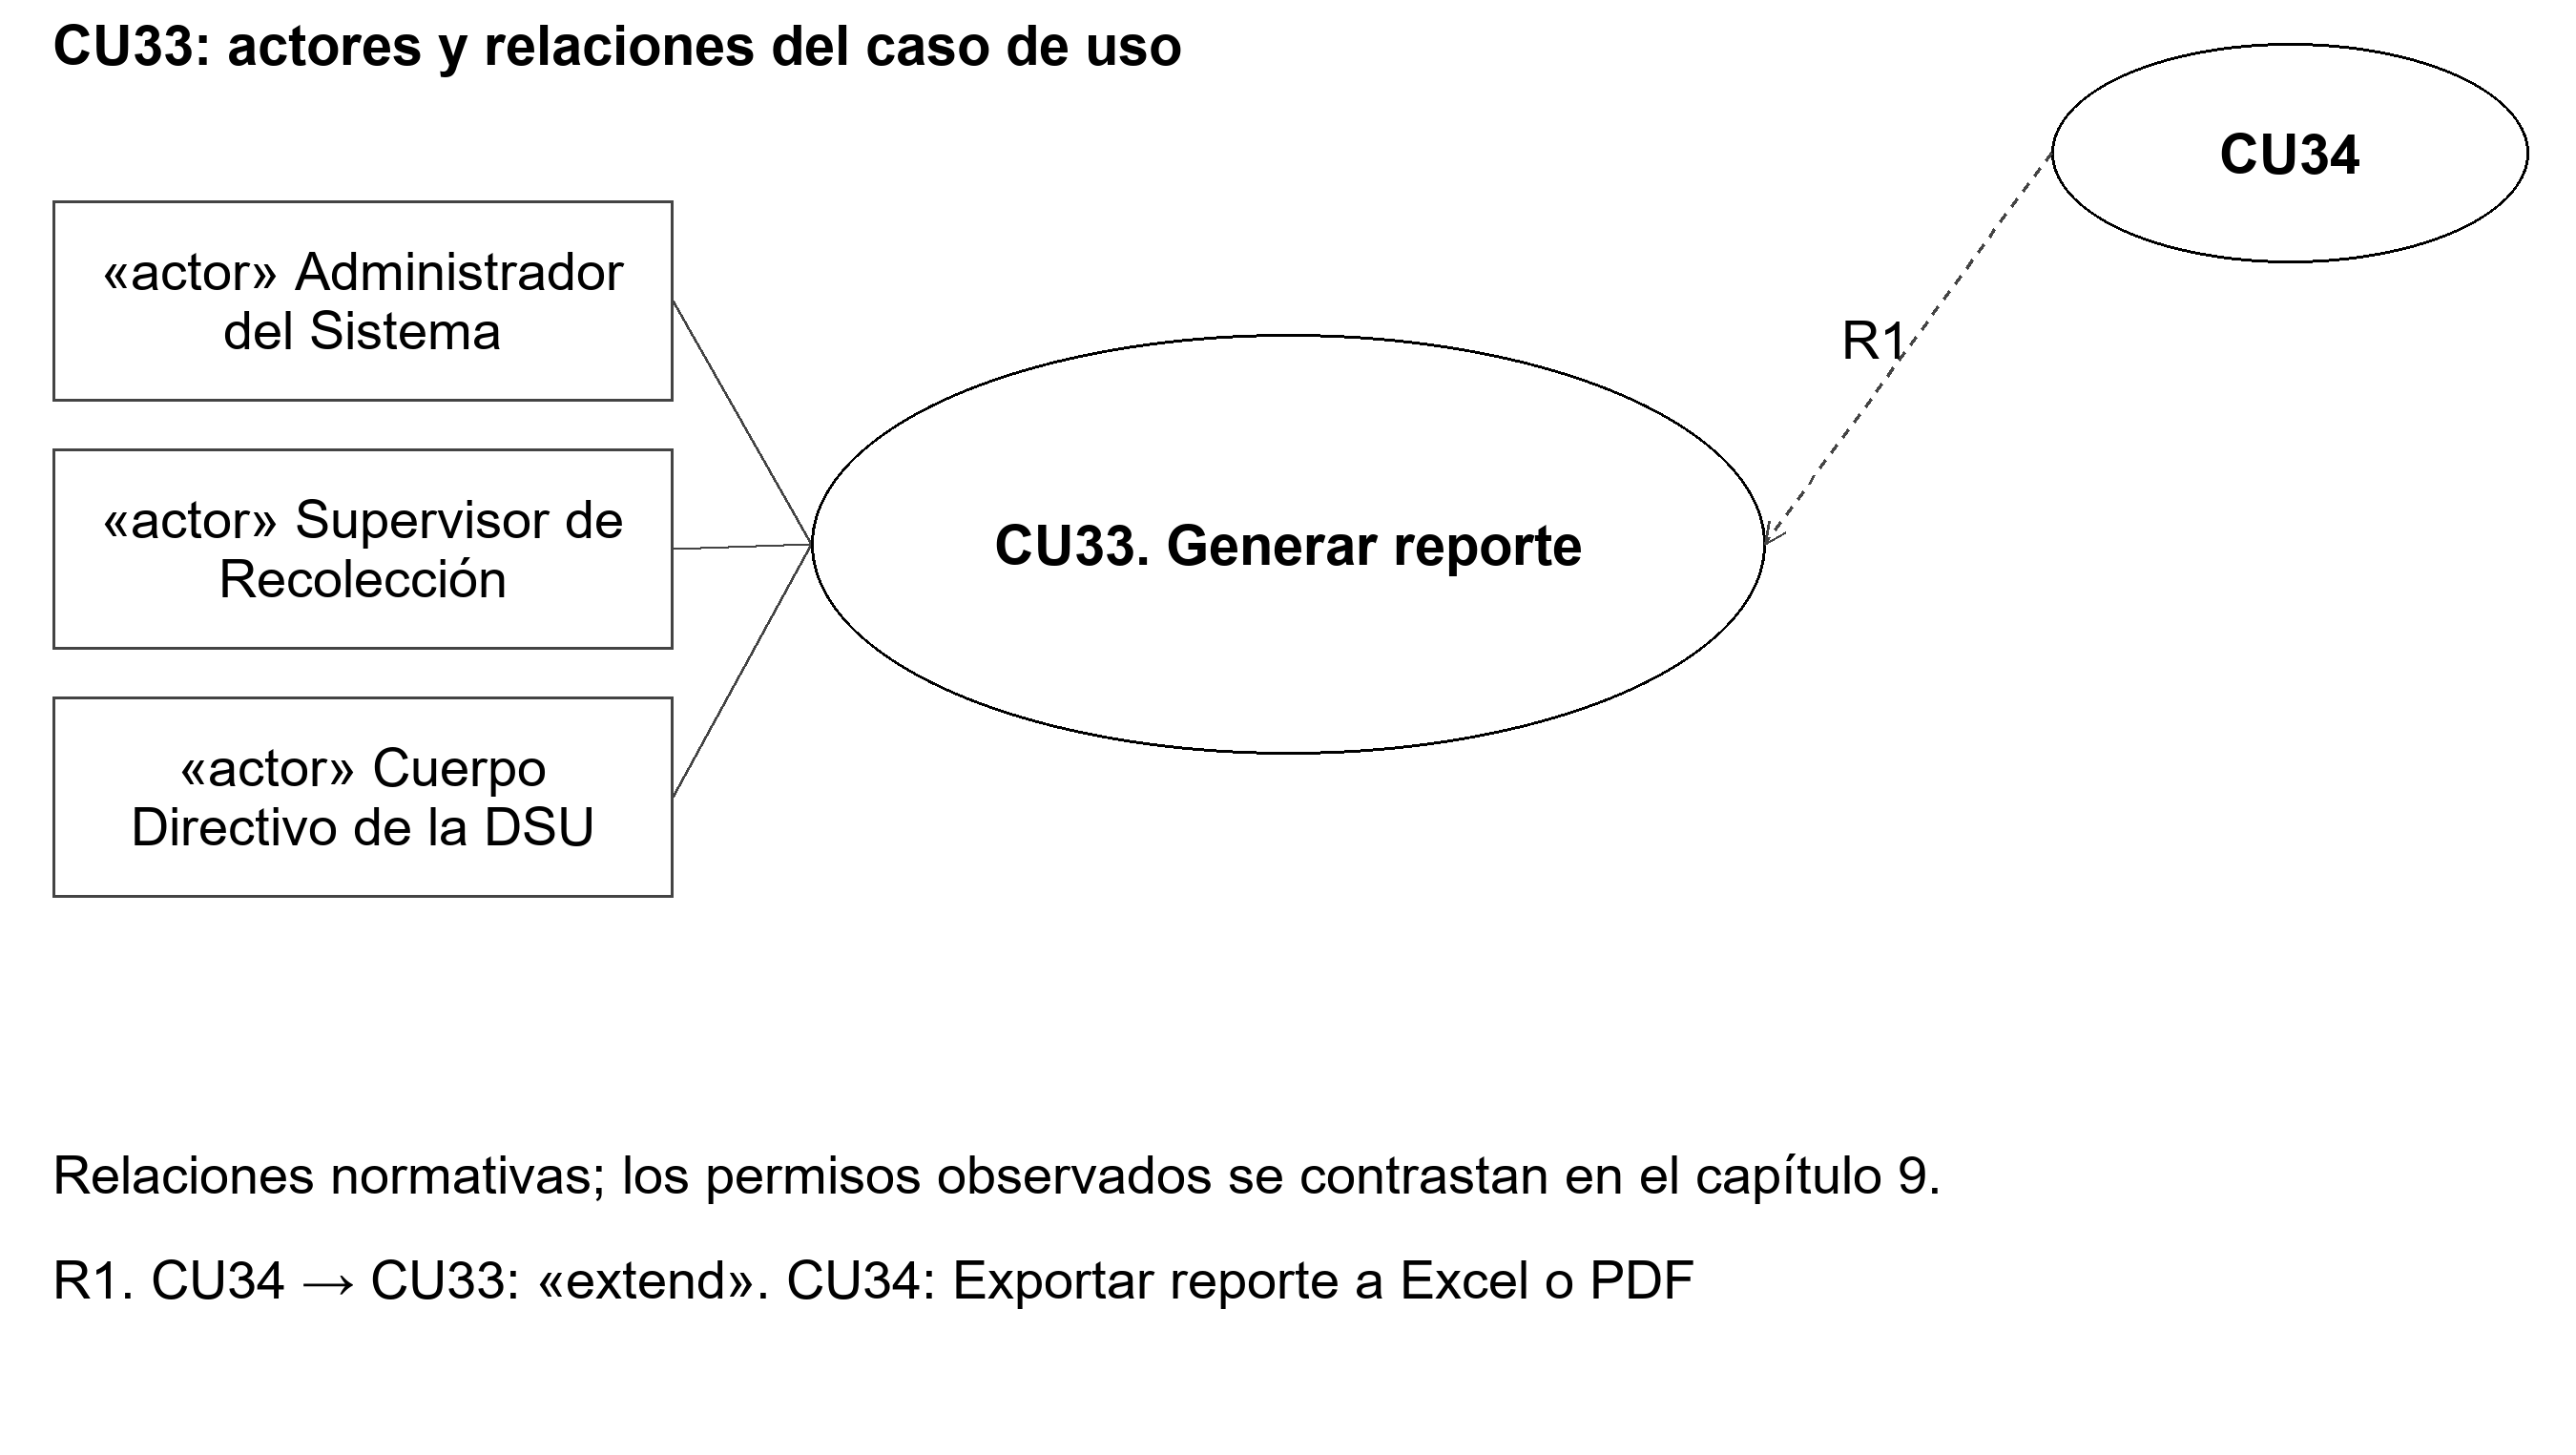 CU33: actores y relaciones del caso de uso
CU34
«actor» Administrador
del Sistema
R1
«actor» Supervisor de
Recolección
CU33. Generar reporte
«actor» Cuerpo
Directivo de la DSU
Relaciones normativas; los permisos observados se contrastan en el capítulo 9.
R1. CU34 → CU33: «extend». CU34: Exportar reporte a Excel o PDF